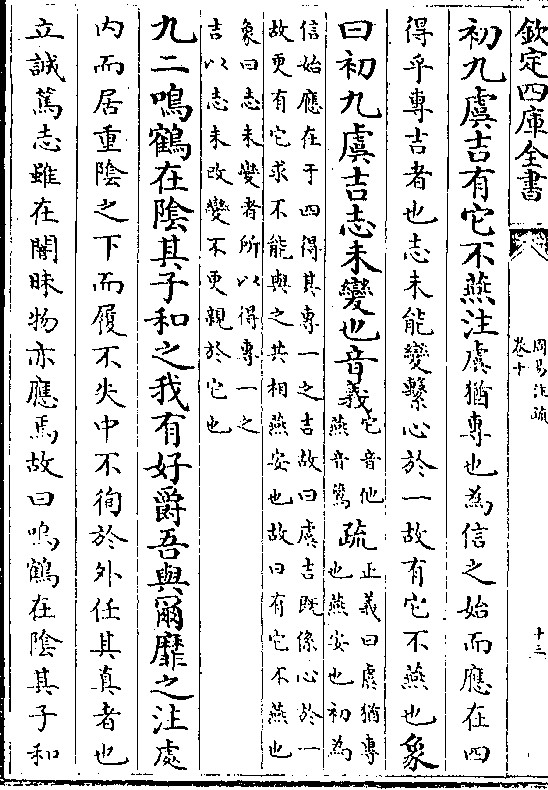 欽定四庫全書
周易注疏
卷十
十三
初九虞吉有它不燕注虞猶專也為信之始而應在四
得乎專吉者也志未能變繫心於一故有它不燕也象
曰初九虞吉志未變也音義它音他
燕音鷰疏正義曰虞猶專
也燕安也初為
信始應在于四得其專一之吉故曰虞吉既係心於一
故更有它求不能與之共相燕安也故曰有它不燕也
象曰志未變者所以得專一之
吉以志未改變不更親於它也
九二鳴鶴在陰其子和之我有好爵吾與爾靡之注處
内而居重陰之下而履不失中不徇於外任其真者也
立誠篤志雖在闇昧物亦應焉故曰鳴鶴在陰其子和